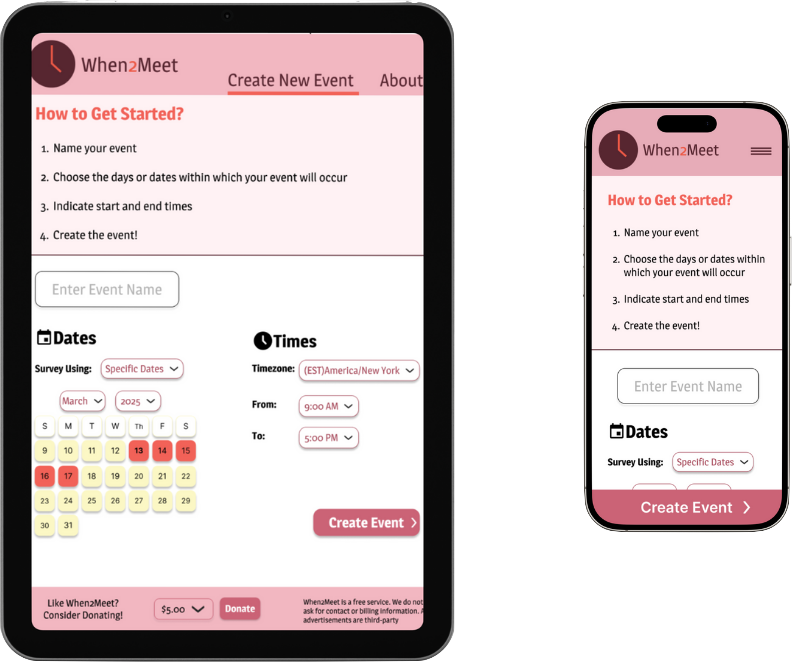 When2Meet
Create New Event
About
How to Get Started?
1. Name your event
2. Choose the days or dates within which your event will occur
3. Indicate start and end times
4. Create the event!
Enter Event Name
Dates
Survey Using:
Specific Dates
March
2025
S M T W Th F S
9 10 11 12 13 14 15
16 17 18 19 20 21 22
23 24 25 26 27 28 29
30 31
Times
Timezone:
(EST)America/New York
From:
9:00 AM
To:
5:00 PM
Create Event
Like When2Meet?
Consider Donating!
$5.00
Donate
When2Meet is a free service. We do not
ask for contact or billing information.
advertisements are third-party
When2Meet
How to Get Started?
1. Name your event
2. Choose the days or dates within
which your event will occur
3. Indicate start and end times
4. Create the event!
Enter Event Name
Dates
Survey Using:
Specific Dates
Create Event